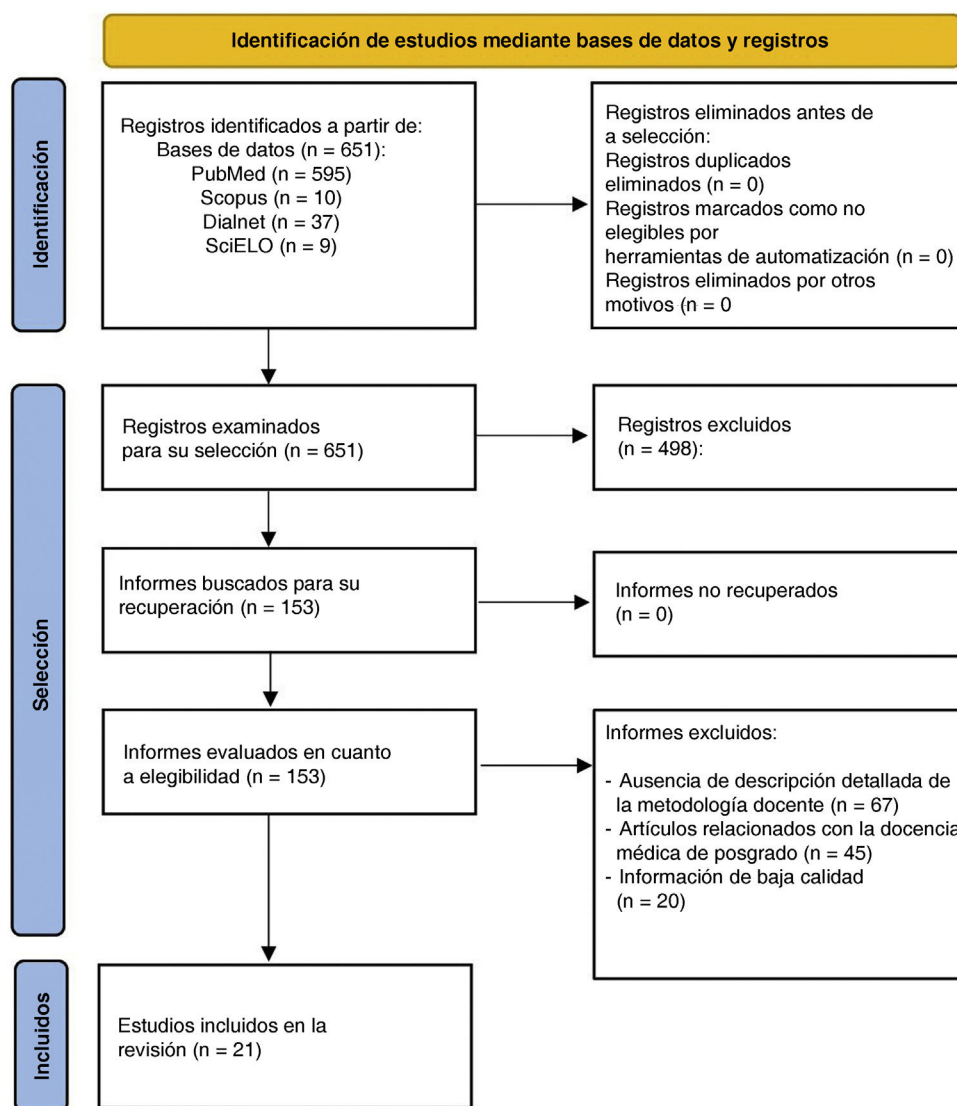 Identificación de estudios mediante bases de datos y registros
Identificación
Registros identificados a partir de:
Bases de datos (n = 651):
PubMed (n = 595)
Scopus (n = 10)
Dialnet (n = 37)
SciELO (n = 9)
Registros eliminados antes de
a selección:
Registros duplicados
eliminados (n = 0)
Registros marcados como no
elegibles por
herramientas de automatización (n = 0)
Registros eliminados por otros
motivos (n = 0
Selección
Registros examinados
para su selección (n = 651)
Registros excluidos
(n = 498):
Informes buscados para su
recuperación (n = 153)
Informes no recuperados
(n = 0)
Informes evaluados en cuanto
a elegibilidad (n = 153)
Informes excluidos:
- Ausencia de descripción detallada de
la metodología docente (n = 67)
- Artículos relacionados con la docencia
médica de posgrado (n = 45)
- Información de baja calidad
(n = 20)
Incluidos
Estudios incluidos en la
revisión (n = 21)